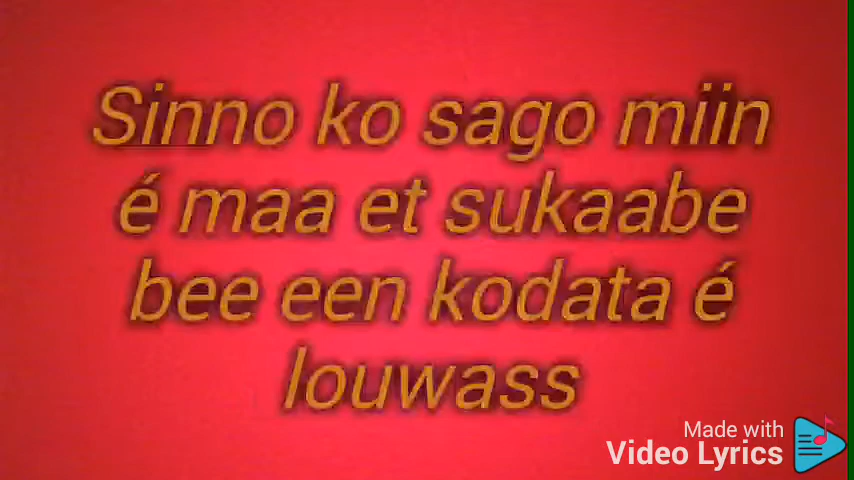 Sinno ko sago miin
é maa et sukaabe
bee een kodata é
louwass
Made with
Video Lyrics